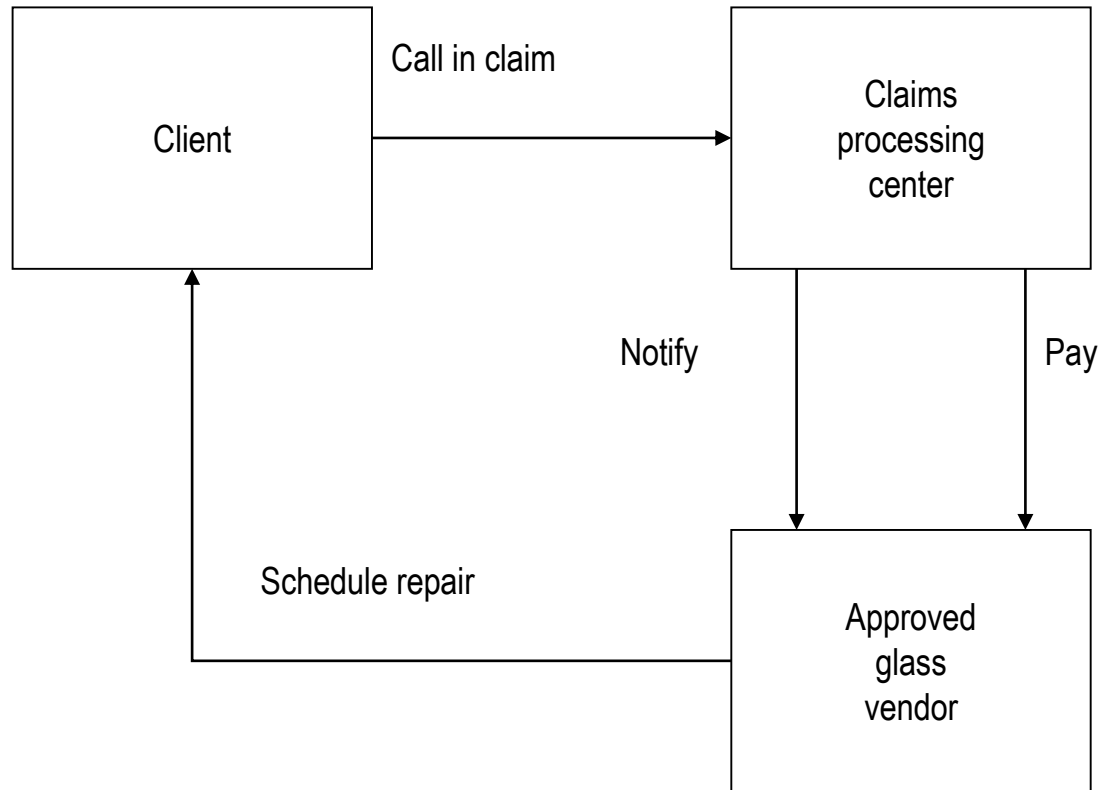 Call in claim
Client
Claims
processing
center
Notify
Pay
Schedule repair
Approved
glass
vendor